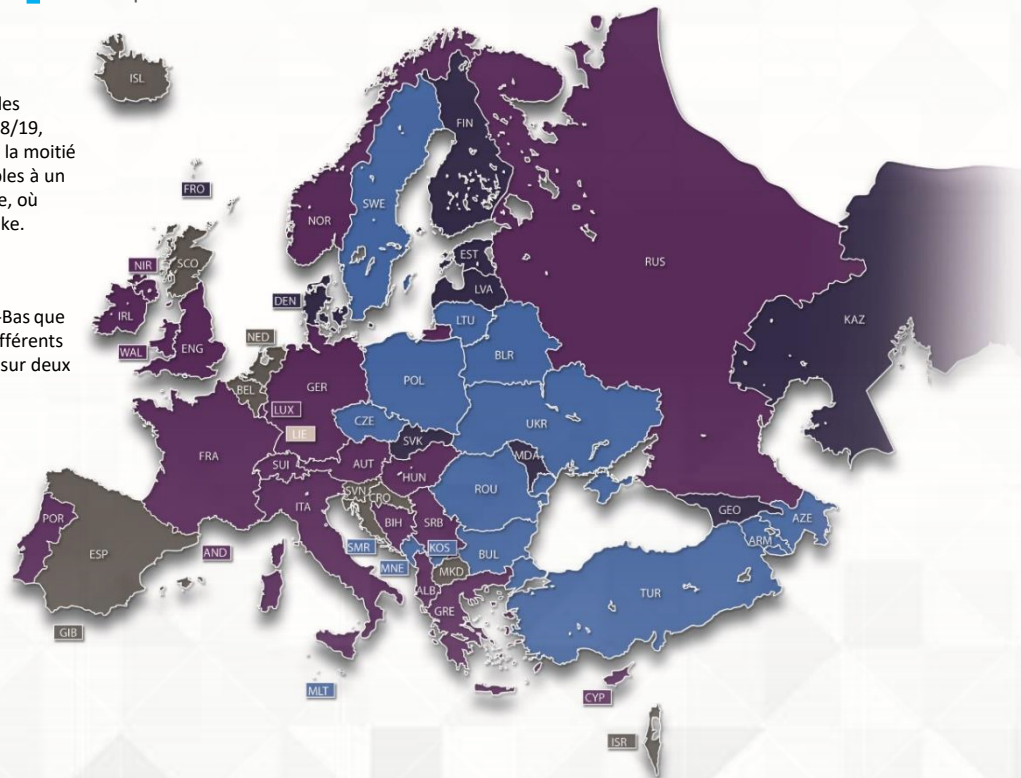 les
8/19,
la moitié
bles à un
e, où
ke.
-Bas que
fférents
sur deux
ISL
FRO
FIN
SWE
NOR
RUS
SCO
NIR
EST
IRL
DEN
LVA
KAZ
LTU
NED
WAL
ENG
BLR
BEL
GER
POL
LUX
CZE
UKR
LIE
SVK
FRA
MDA
SUI
AUT
HUN
ROU
SVN
CRO
ITA
GEO
POR
BIH
SRB
AZE
ESP
AND
SMR
KOS
BUL
ARM
MNE
MKD
ALB
TUR
GRE
GIB
MLT
CYP
ISR